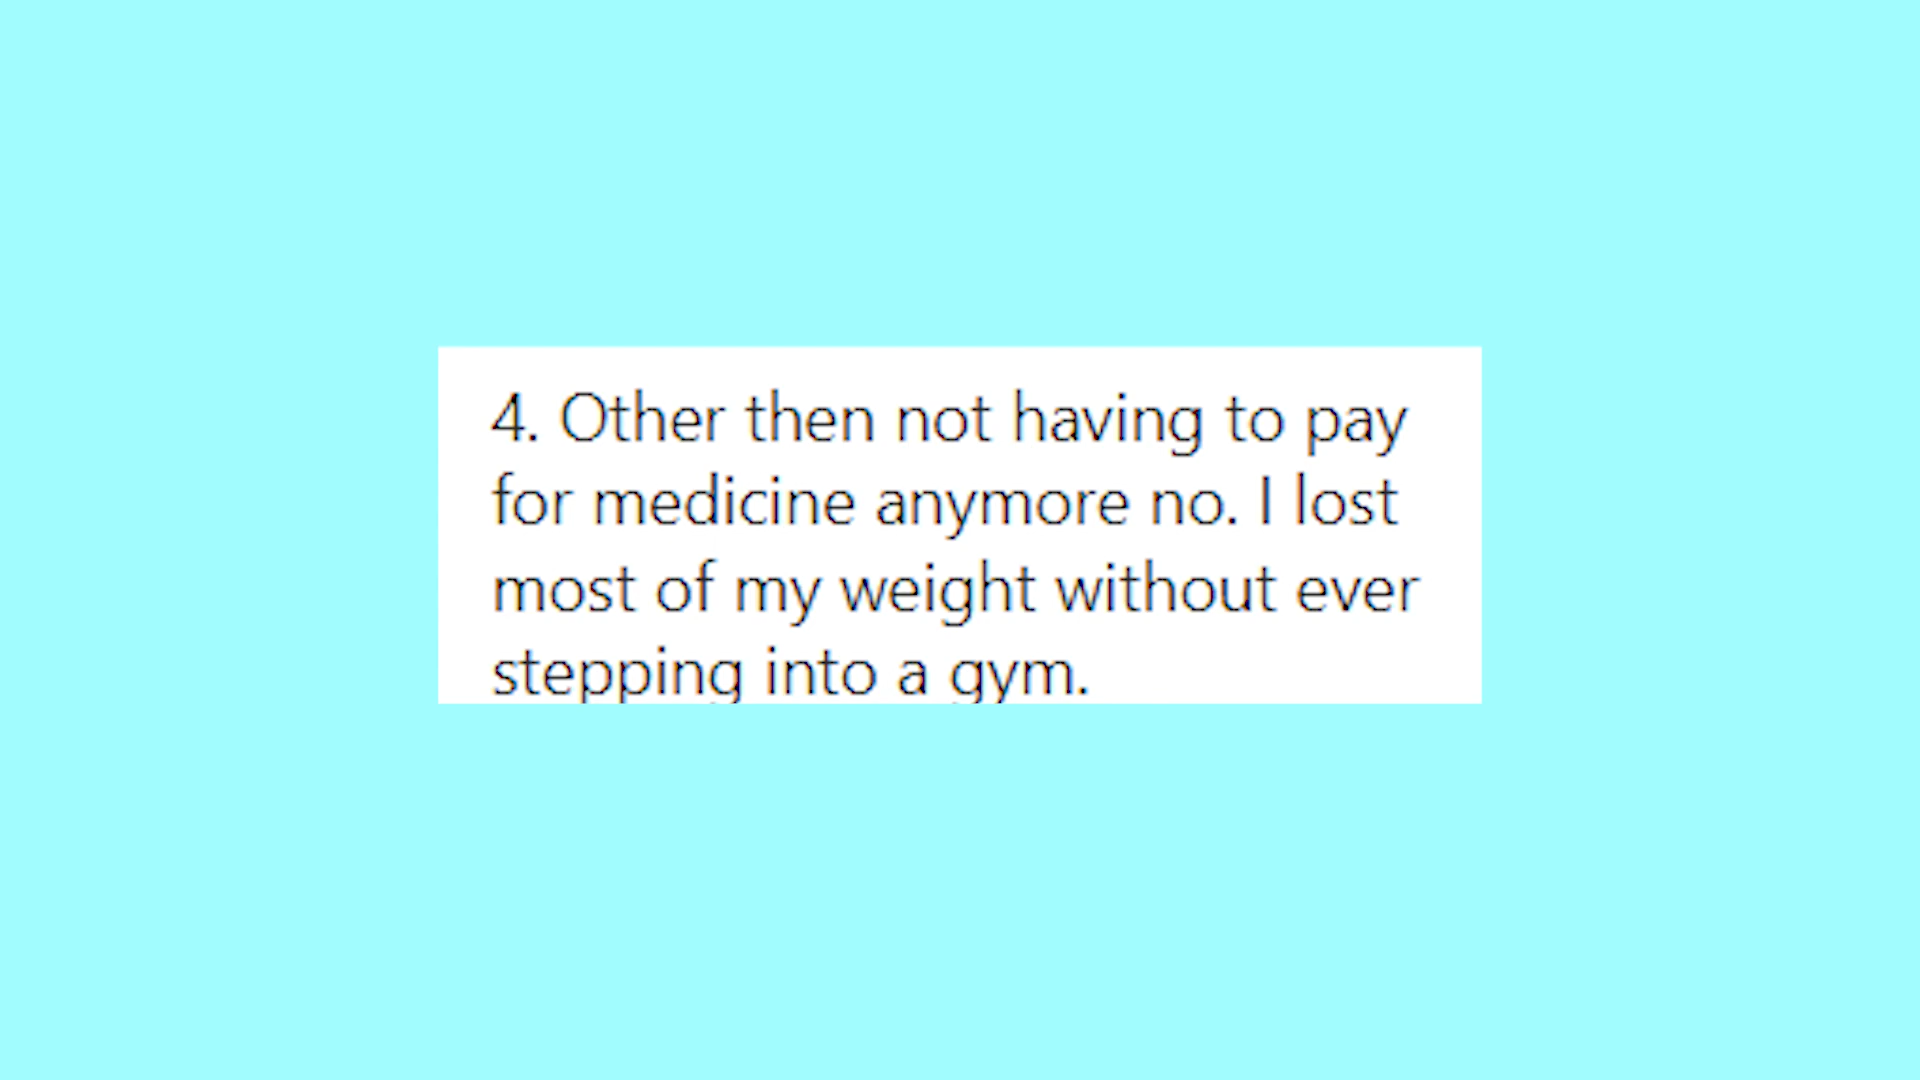 4. Other then not having to pay
for medicine anymore no. I lost
most of my weight without ever
stepping into a gym.